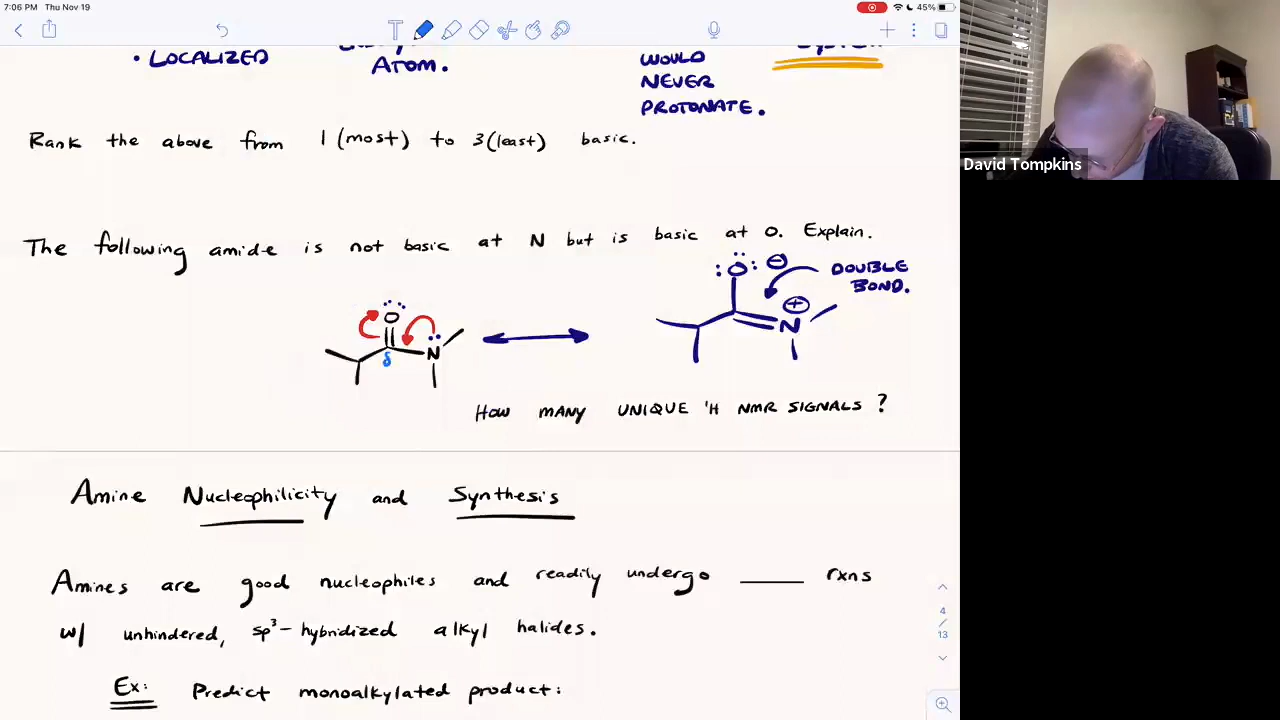 7:06 PM Thu Nov 19
45%
• LOCALIZED
ATOM.
WOULD
NEVER
PROTONATE.
SYSTEM
David Tompkins
Rank the above from 1 (most) to 3 (least) basic.
The following amide is not basic at N but is basic at O. Explain.
O
δ
N
O
⊖
N
⊕
DOUBLE
BOND.
HOW MANY UNIQUE 'H NMR SIGNALS ?
Amine Nucleophilicity and Synthesis
Amines are good nucleophiles and readily undergo ____ rxns
w/ unhindered, sp³-hybridized alkyl halides.
Ex: Predict monoalkylated product:
4
/
13